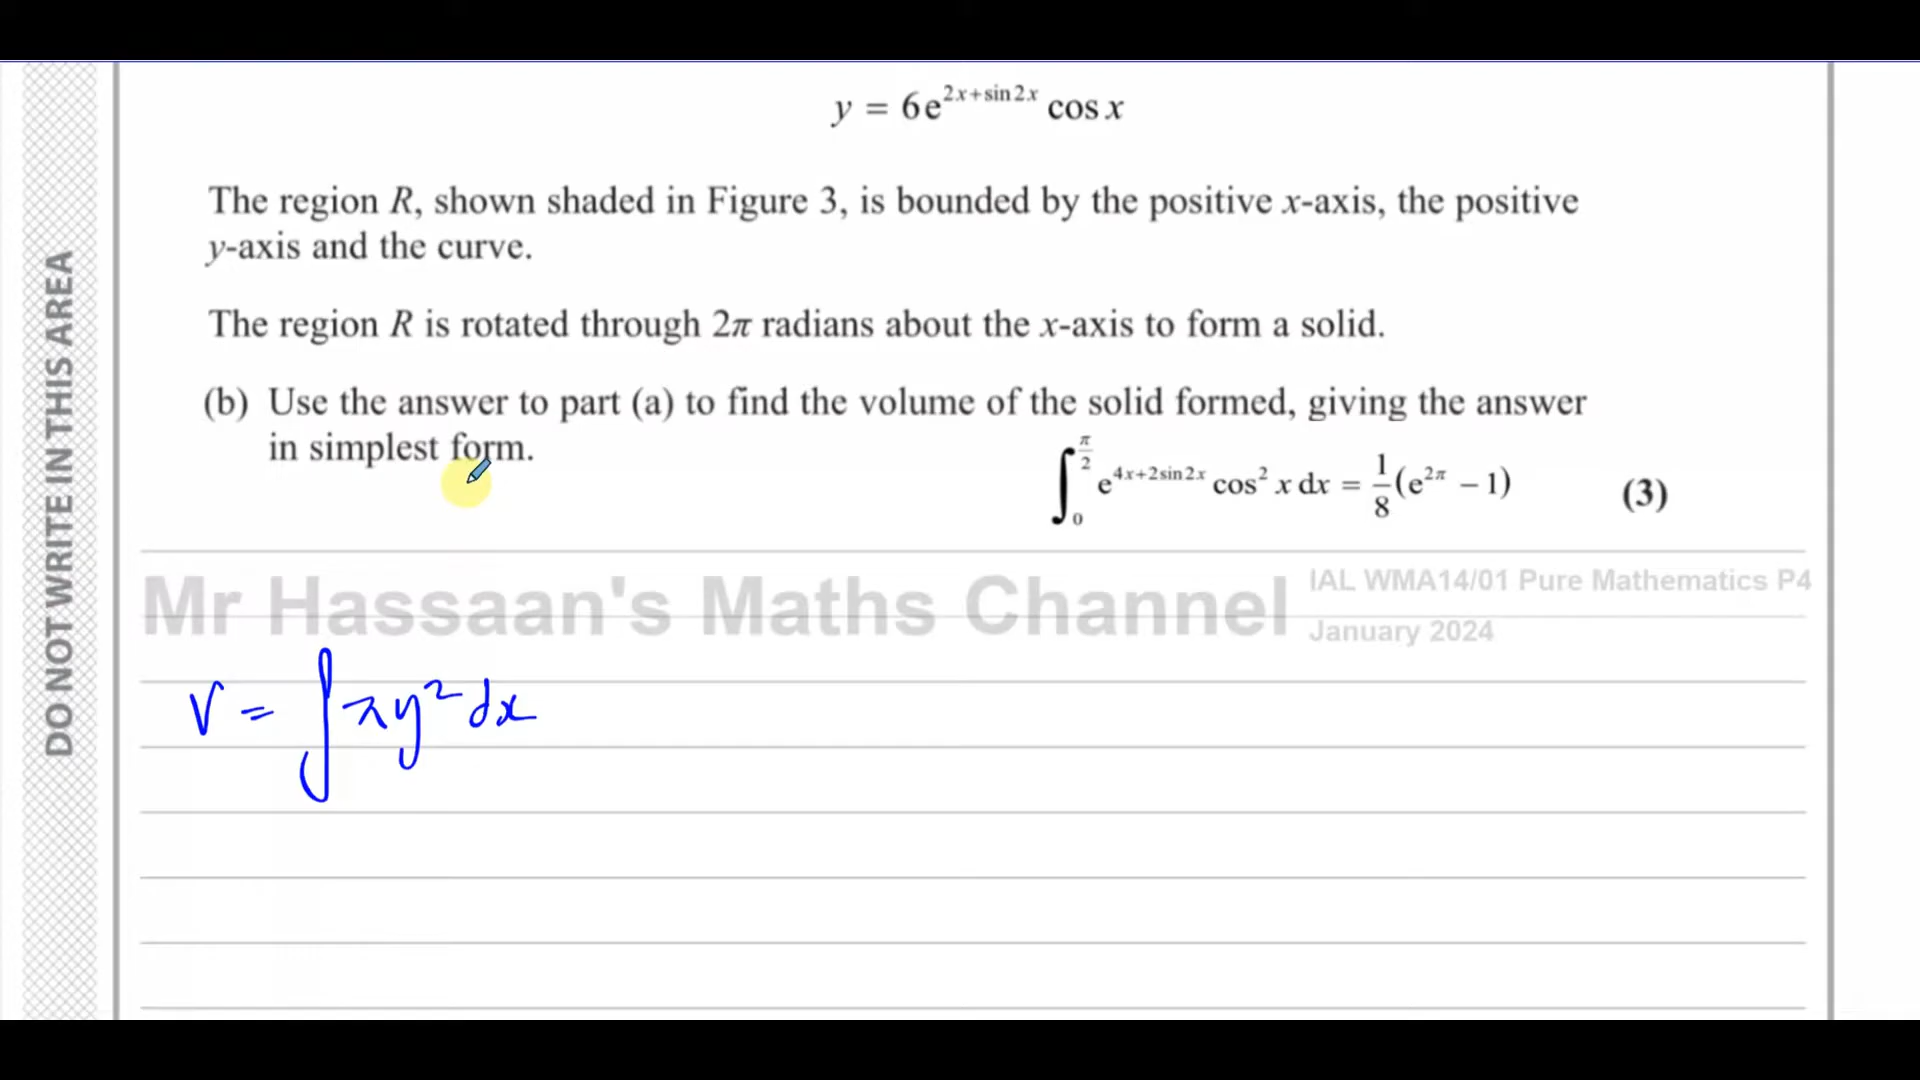 y = 6e^{2x+sin2x} cos x
The region R, shown shaded in Figure 3, is bounded by the positive x-axis, the positive
y-axis and the curve.
The region R is rotated through 2π radians about the x-axis to form a solid.
(b) Use the answer to part (a) to find the volume of the solid formed, giving the answer
in simplest form.
∫_0^{π/2} e^{4x+2sin2x} cos² x dx = 1/8 (e^{2π} – 1)
(3)
DO NOT WRITE IN THIS AREA
Mr Hassaan's Maths Channel
IAL WMA14/01 Pure Mathematics P4
January 2024
V = ∫ πy² dx